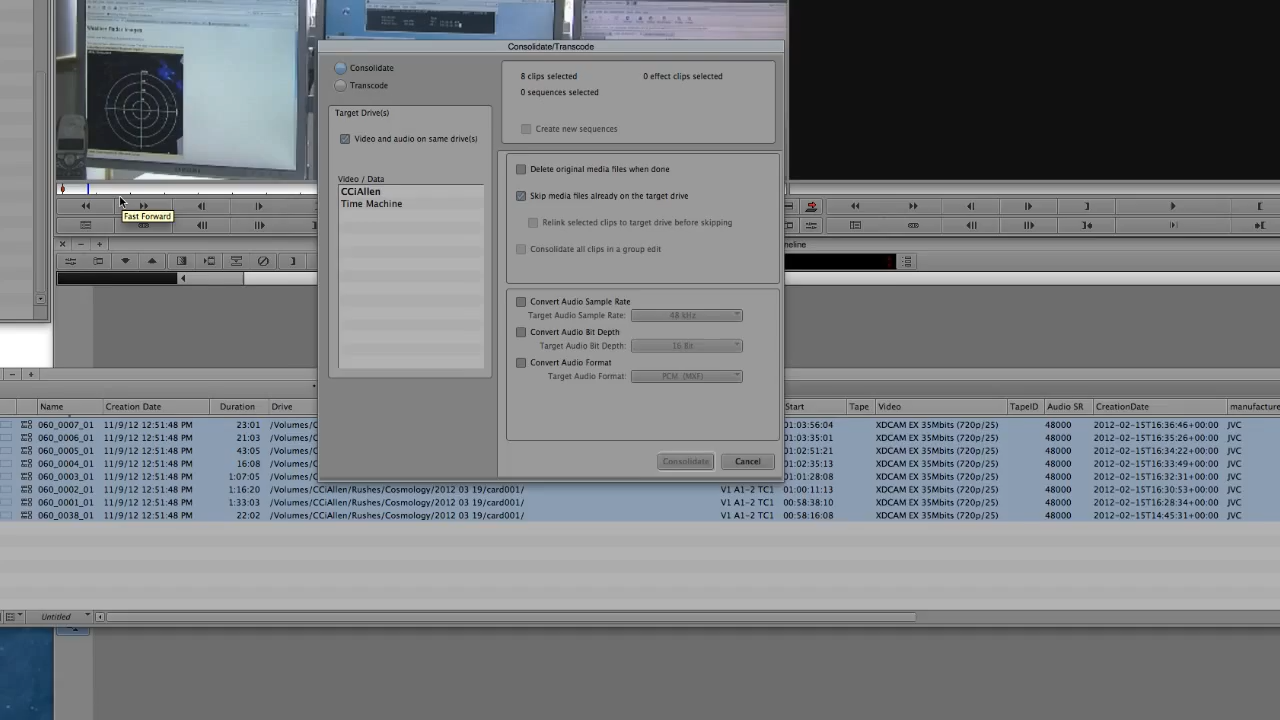 Weather Radar Images
Consolidate/Transcode
Consolidate
Transcode
8 clips selected
0 effect clips selected
0 sequences selected
Create new sequences
Target Drive(s)
Video and audio on same drive(s)
Video / Data
CCiAllen
Time Machine
Delete original media files when done
Skip media files already on the target drive
Relink selected clips to target drive before skipping
Consolidate all clips in a group edit
Convert Audio Sample Rate
Target Audio Sample Rate: 48 kHz
Convert Audio Bit Depth
Target Audio Bit Depth: 16 Bit
Convert Audio Format
Target Audio Format: PCM (MXF)
Consolidate Cancel
Fast Forward
meline
Name Creation Date Duration Drive Start Tape Video TapeID Audio SR CreationDate manufacture
060_0007_01 11/9/12 12:51:48 PM 23:01 /Volumes/C 01:03:56:04 XDCAM EX 35Mbits (720p/25) 48000 2012-02-15T16:36:46+00:00 JVC
060_0006_01 11/9/12 12:51:48 PM 21:03 /Volumes/C 01:03:35:01 XDCAM EX 35Mbits (720p/25) 48000 2012-02-15T16:34:22+00:00 JVC
060_0005_01 11/9/12 12:51:48 PM 43:05 /Volumes/C 01:02:51:21 XDCAM EX 35Mbits (720p/25) 48000 2012-02-15T16:33:49+00:00 JVC
060_0004_01 11/9/12 12:51:48 PM 16:08 /Volumes/C 01:02:35:13 XDCAM EX 35Mbits (720p/25) 48000 2012-02-15T16:33:49+00:00 JVC
060_0003_01 11/9/12 12:51:48 PM 1:07:05 /Volumes/C 01:01:28:08 XDCAM EX 35Mbits (720p/25) 48000 2012-02-15T16:32:20+00:00 JVC
060_0002_01 11/9/12 12:51:48 PM 1:16:20 /Volumes/CCiAllen/Rushes/Cosmology/2012 03 19/card001/ V1 A1-2 TC1 01:00:11:13 XDCAM EX 35Mbits (720p/25) 48000 2012-02-15T16:30:53+00:00 JVC
060_0001_01 11/9/12 12:51:48 PM 1:33:03 /Volumes/CCiAllen/Rushes/Cosmology/2012 03 19/card001/ V1 A1-2 TC1 00:58:38:10 XDCAM EX 35Mbits (720p/25) 48000 2012-02-15T16:29:07+00:00 JVC
060_0038_01 11/9/12 12:51:48 PM 22:02 /Volumes/CCiAllen/Rushes/Cosmology/2012 03 19/card001/ V1 A1-2 TC1 00:58:16:08 XDCAM EX 35Mbits (720p/25) 48000 2012-02-15T14:45:31+00:00 JVC
Untitled